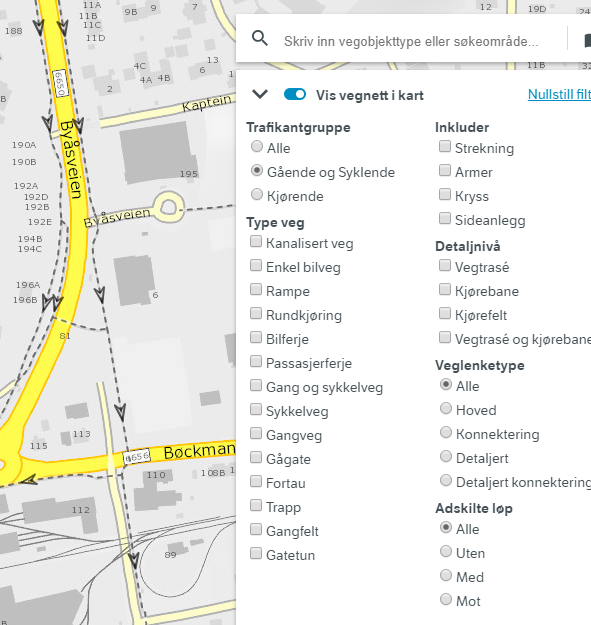 11A
11B
11C
11D
188
9B
9
7
12
19D
13
4C
4A
4B
6
2
6650
Byåsveien
Kaptein
190A
190B
192A
192D
192B
192E
194B
194C
196A
196B
195
Byåsveien
6
81
115
113
6656
Bøckman
110
108B
112
89
11B
Skriv inn vegobjekttype eller søkeområde...
Vis vegnett i kart
Nullstill filt
Trafikantgruppe
Alle
Gående og Syklende
Kjørende
Type veg
Kanalisert veg
Enkel bilveg
Rampe
Rundkjøring
Bilferje
Passasjerferje
Gang og sykkelveg
Sykkelveg
Gangveg
Gågate
Fortau
Trapp
Gangfelt
Gatetun
Inkluder
Strekning
Armer
Kryss
Sideanlegg
Detaljnivå
Vegtrasé
Kjørebane
Kjørefelt
Vegtrasé og kjørebane
Veglenketype
Alle
Hoved
Konnektering
Detaljert
Detaljert konnektering
Adskilte løp
Alle
Uten
Med
Mot